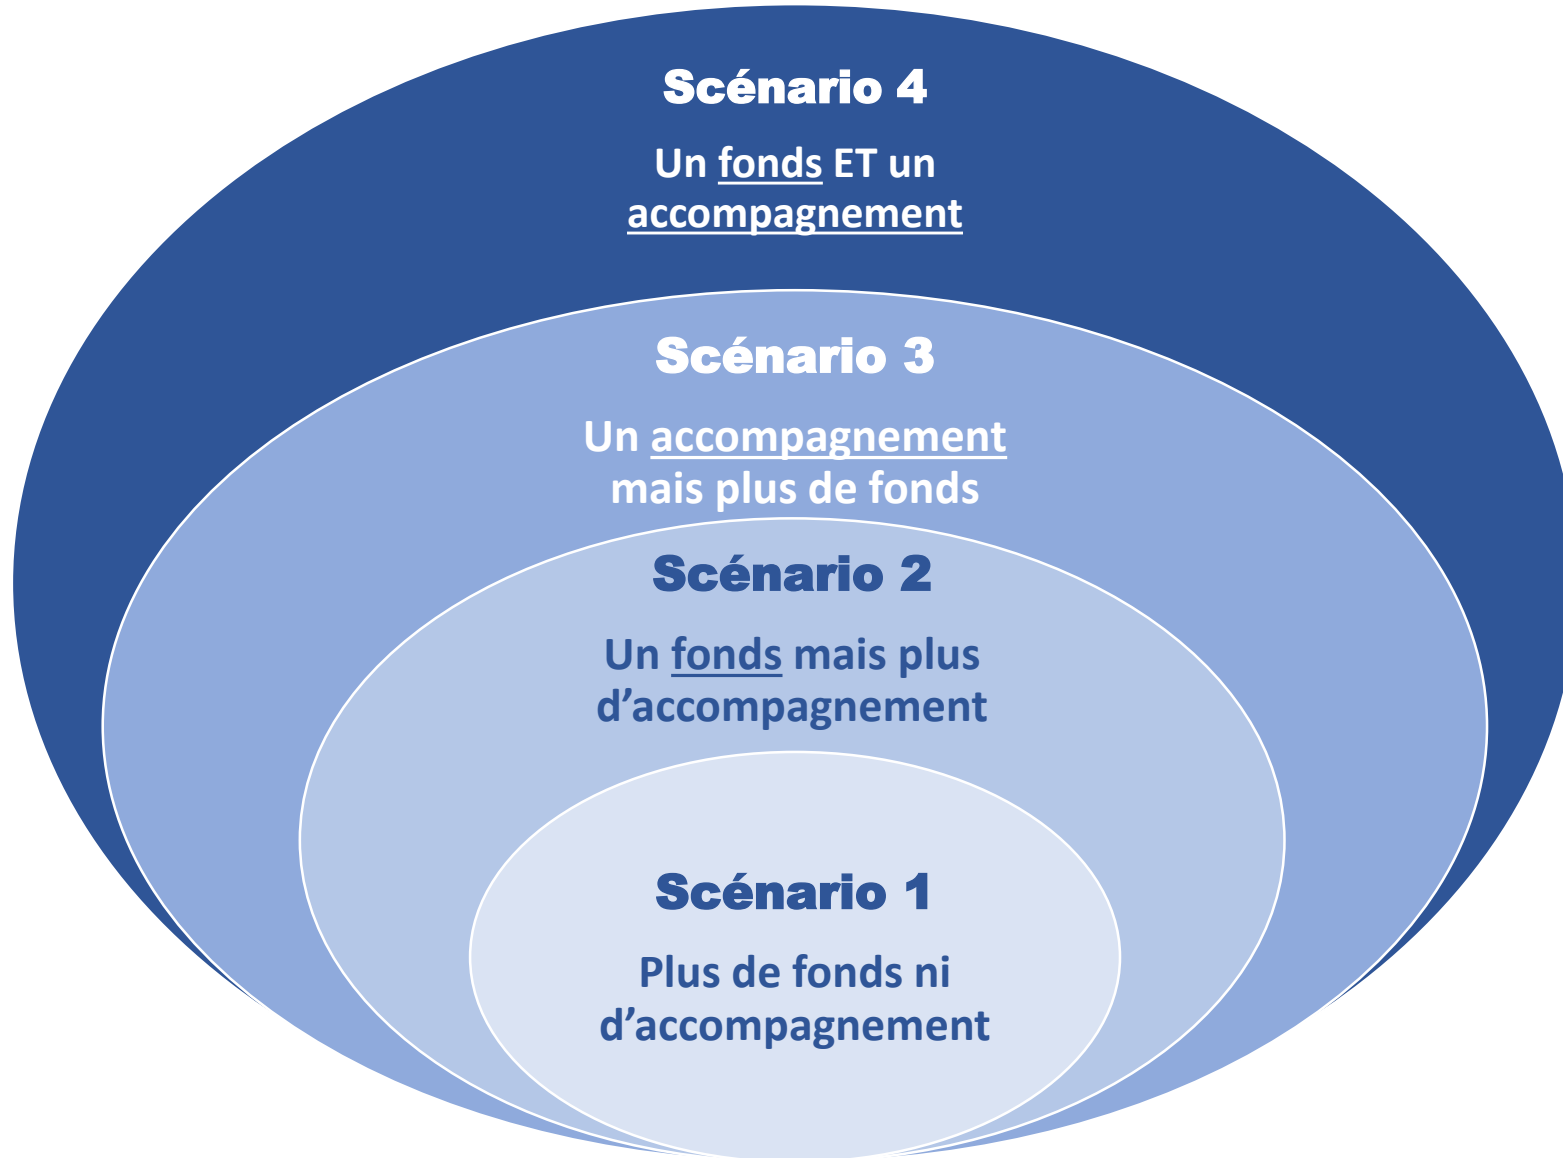 Scénario 4
Un fonds ET un
accompagnement
Scénario 3
Un accompagnement
mais plus de fonds
Scénario 2
Un fonds mais plus
d’accompagnement
Scénario 1
Plus de fonds ni
d’accompagnement